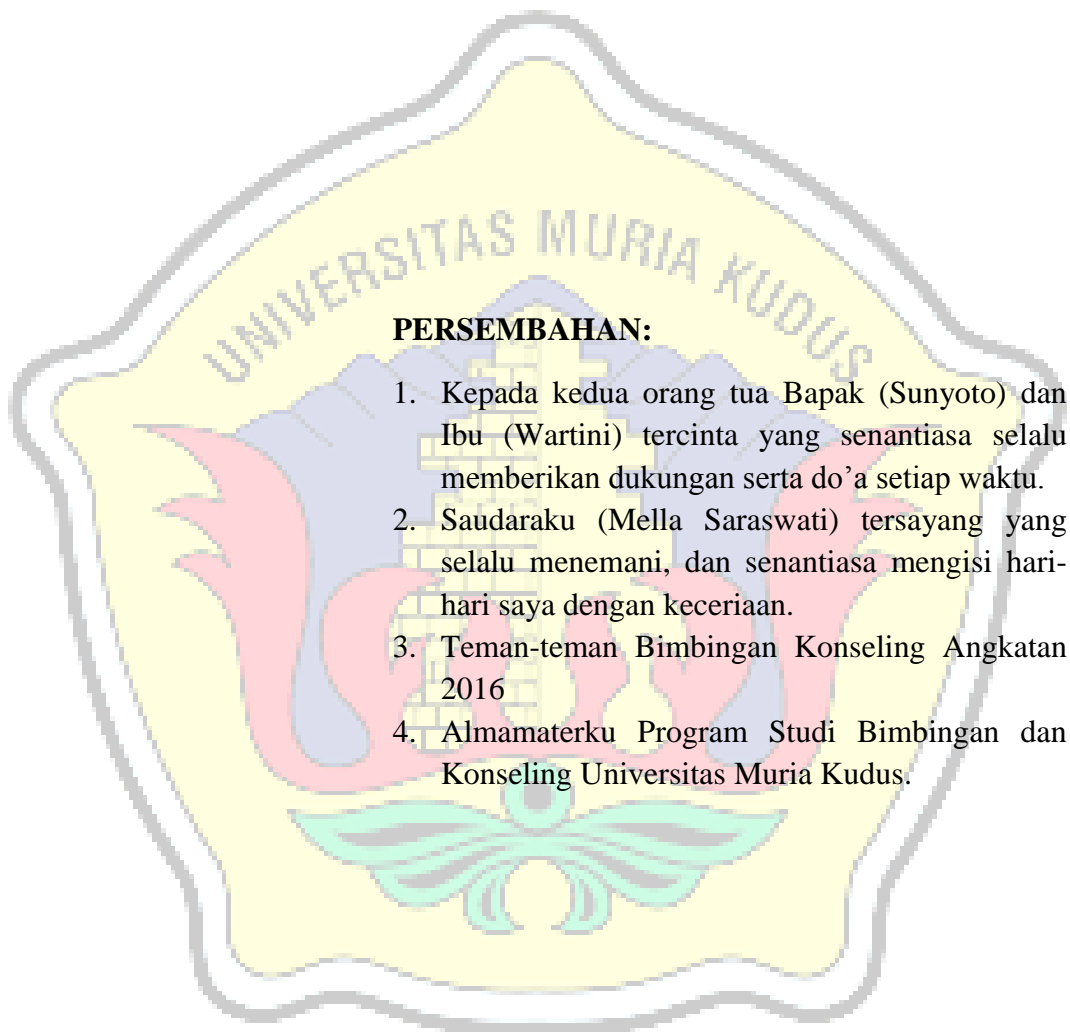 UNIVERSITAS MURIA KUDUS
PERSEMBAHAN:
1. Kepada kedua orang tua Bapak (Sunyoto) dan
Ibu (Wartini) tercinta yang senantiasa selalu
memberikan dukungan serta do’a setiap waktu.
2. Saudaraku (Mella Saraswati) tersayang yang
selalu menemani, dan senantiasa mengisi hari-
hari saya dengan keceriaan.
3. Teman-teman Bimbingan Konseling Angkatan
2016
4. Almamaterku Program Studi Bimbingan dan
Konseling Universitas Muria Kudus.